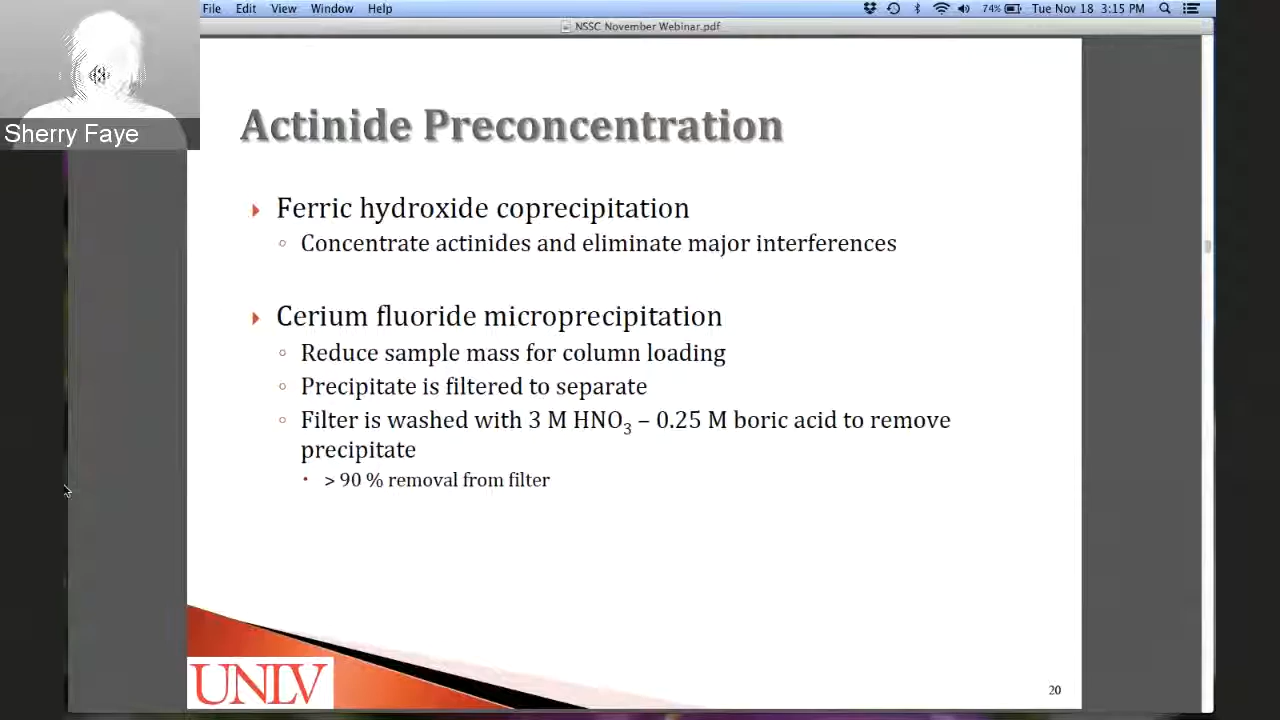 File Edit View Window Help 74% Tue Nov 18 3:15 PM
NSSC November Webinar.pdf
Sherry Faye
Actinide Preconcentration
Ferric hydroxide coprecipitation
Concentrate actinides and eliminate major interferences
Cerium fluoride microprecipitation
Reduce sample mass for column loading
Precipitate is filtered to separate
Filter is washed with 3 M HNO₃ – 0.25 M boric acid to remove
precipitate
> 90 % removal from filter
UNLV
20